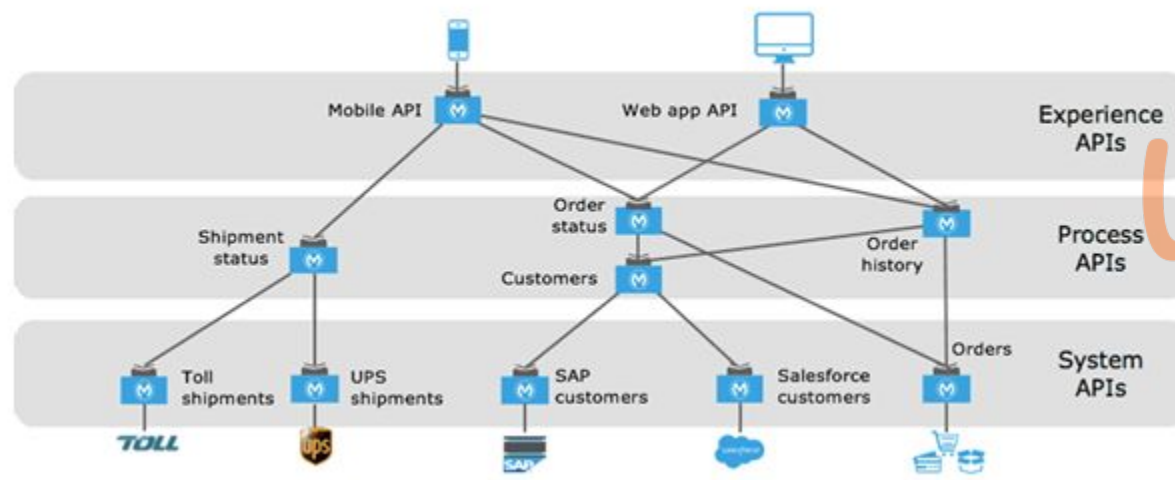 Mobile API
Web app API
Experience
APIs
Shipment
status
Order
status
Customers
Order
history
Process
APIs
Toll
shipments
UPS
shipments
SAP
customers
Salesforce
customers
Orders
System
APIs
TOLL
ups
SAP
salesforce